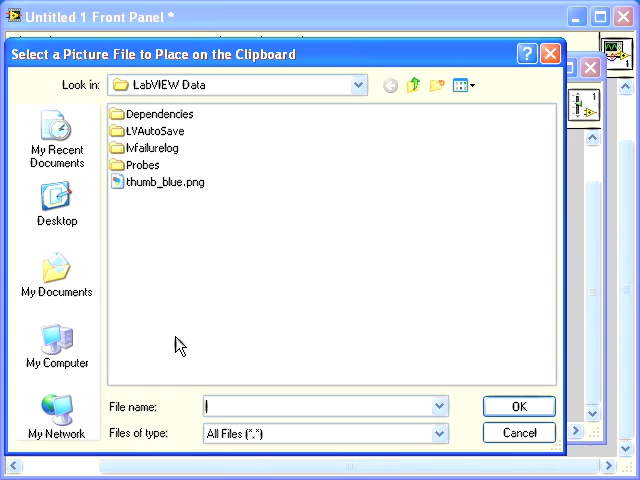 Untitled 1 Front Panel *
Select a Picture File to Place on the Clipboard
Look in:
LabVIEW Data
1
1
Dependencies
LVAutoSave
lvfailurelog
Probes
thumb_blue.png
My Recent
Documents
Desktop
My Documents
My Computer
My Network
File name:
OK
Files of type:
All Files (*.*)
Cancel